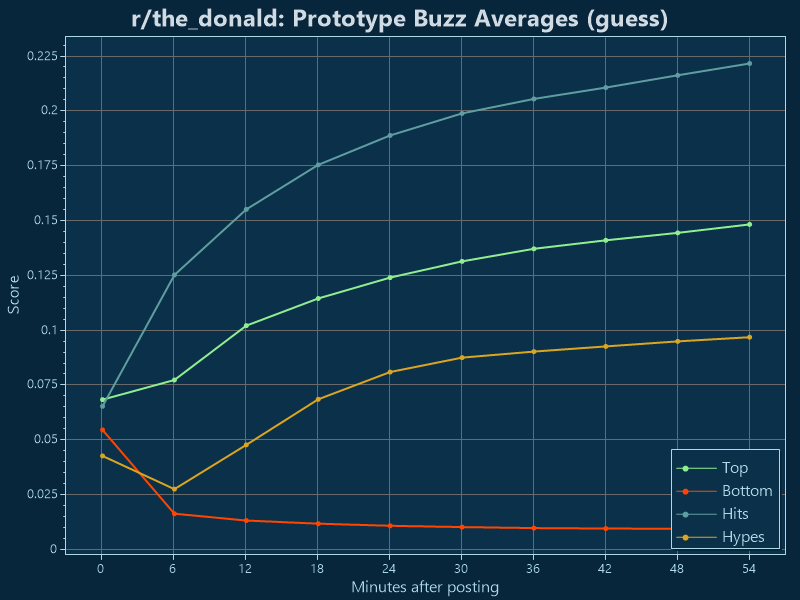 r/the_donald: Prototype Buzz Averages (guess)
0.225
0.2
0.175
0.15
0.125
0.1
0.075
0.05
0.025
0
Score
Top
Bottom
Hits
Hypes
0 6 12 18 24 30 36 42 48 54
Minutes after posting